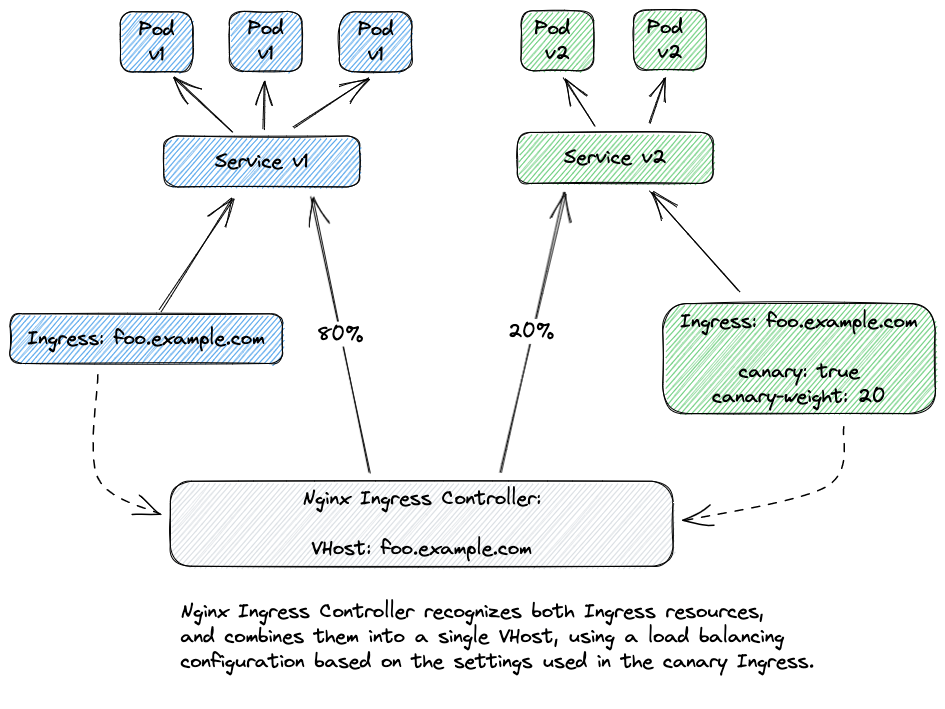 Pod
v1
Pod
v1
Pod
v1
Pod
v2
Pod
v2
Service v1
Service v2
Ingress: foo.example.com
80%
20%
Ingress: foo.example.com
canary: true
canary-weight: 20
Nginx Ingress Controller:
VHost: foo.example.com
Nginx Ingress Controller recognizes both Ingress resources,
and combines them into a single VHost, using a load balancing
configuration based on the settings used in the canary Ingress.